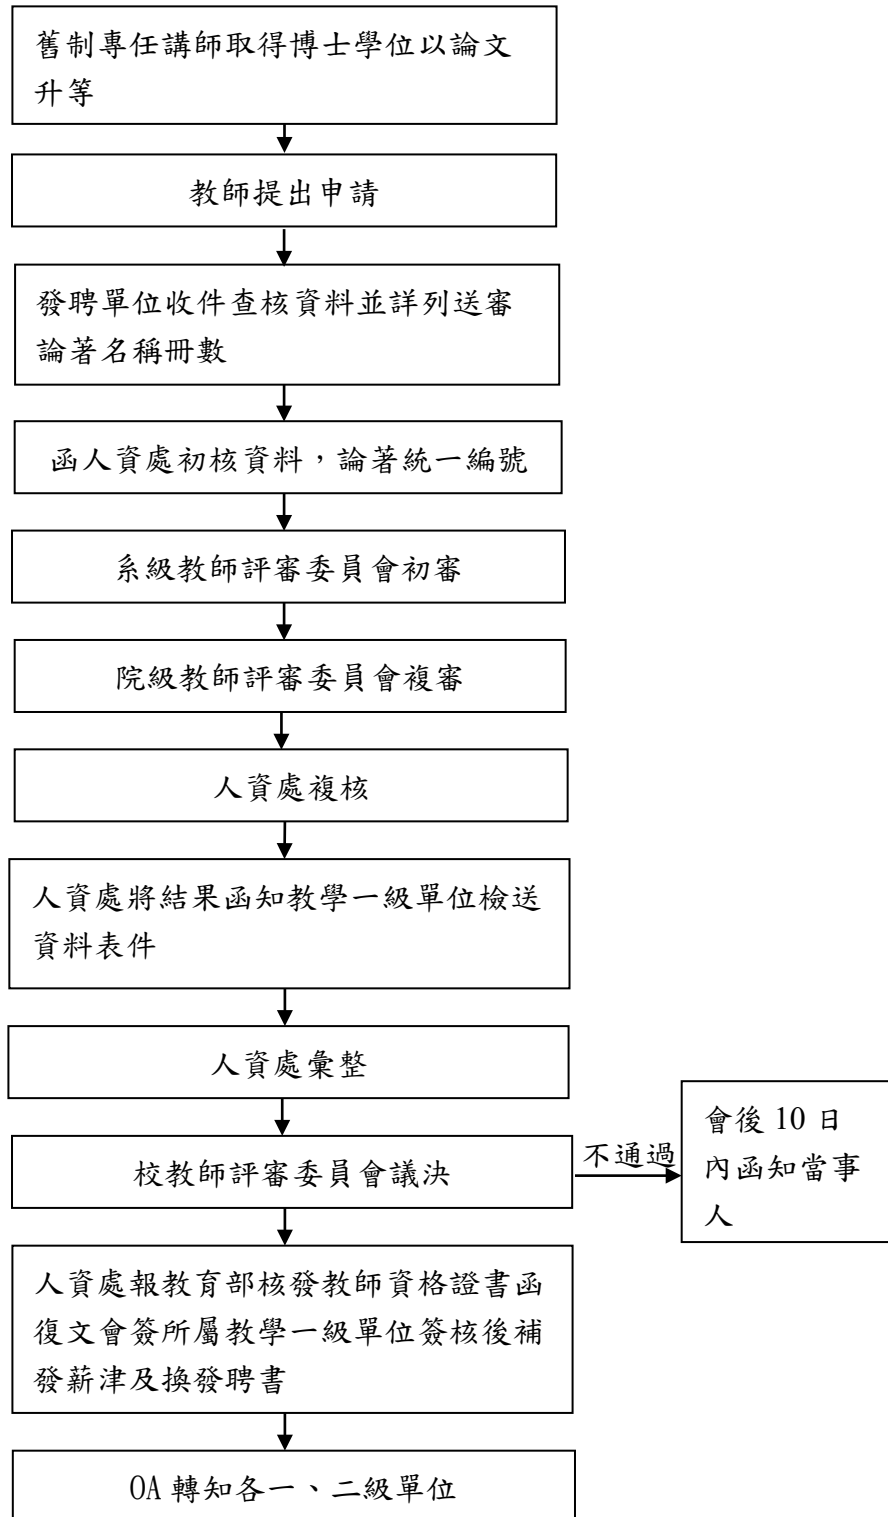 舊制專任講師取得博士學位以論文
升等
教師提出申請
發聘單位收件查核資料並詳列送審
論著名稱冊數
函人資處初核資料，論著統一編號
系級教師評審委員會初審
院級教師評審委員會複審
人資處複核
人資處將結果函知教學一級單位檢送
資料表件
人資處彙整
校教師評審委員會議決
不通過
會後 10 日
內函知當事
人
人資處報教育部核發教師資格證書函
復文會簽所屬教學一級單位簽核後補
發薪津及換發聘書
OA 轉知各一、二級單位